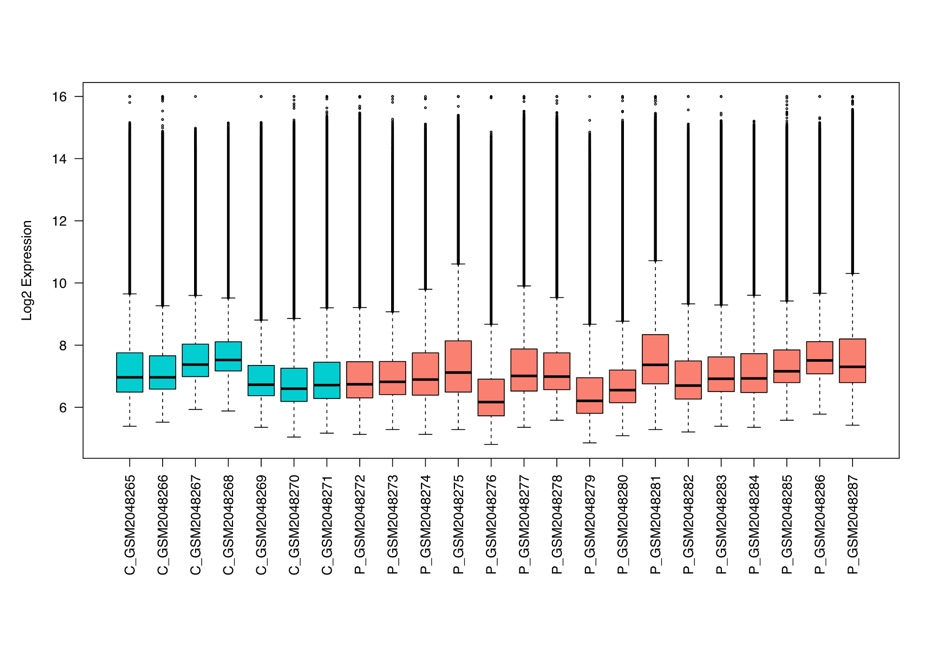 Log2 Expression
16
14
12
10
8
6
C_GSM2048265
C_GSM2048266
C_GSM2048267
C_GSM2048268
C_GSM2048269
C_GSM2048270
C_GSM2048271
P_GSM2048272
P_GSM2048273
P_GSM2048274
P_GSM2048275
P_GSM2048276
P_GSM2048277
P_GSM2048278
P_GSM2048279
P_GSM2048280
P_GSM2048281
P_GSM2048282
P_GSM2048283
P_GSM2048284
P_GSM2048285
P_GSM2048286
P_GSM2048287